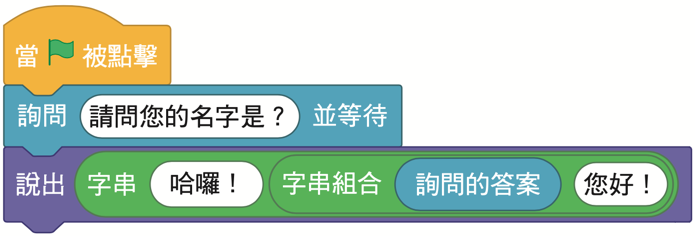 當 被點擊
詢問 請問您的名字是？ 並等待
說出 字串 哈囉！ 字串組合 詢問的答案 您好！